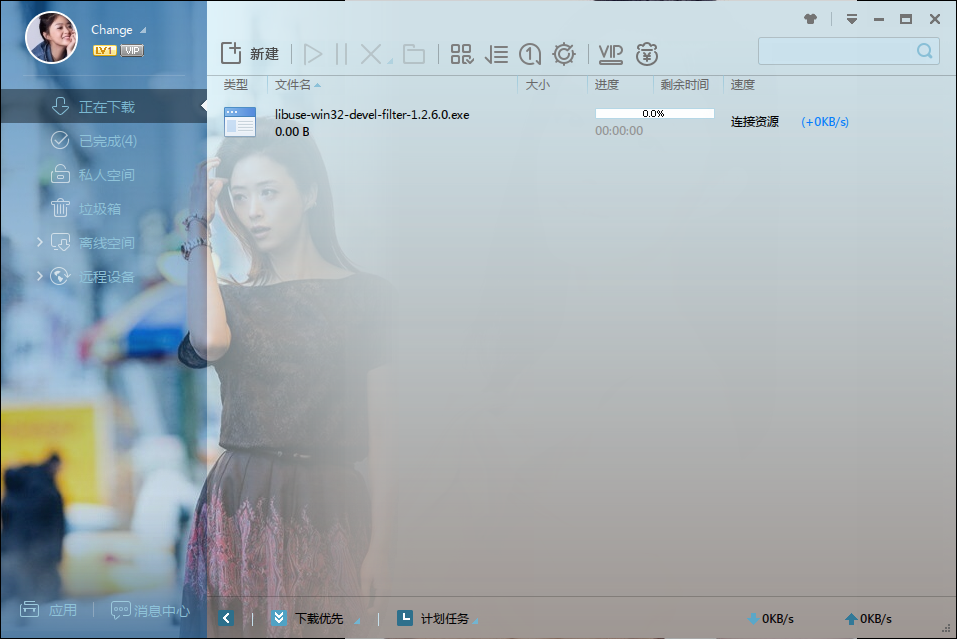 Change
LV1 VIP
新建
VIP
正在下载
已完成(4)
私人空间
垃圾箱
离线空间
远程设备
应用
消息中心
类型 文件名 大小 进度 剩余时间 速度
libuse-win32-devel-filter-1.2.6.0.exe
0.00 B
0.0%
00:00:00
连接资源 (+0KB/s)
下载优先 计划任务 0KB/s 0KB/s